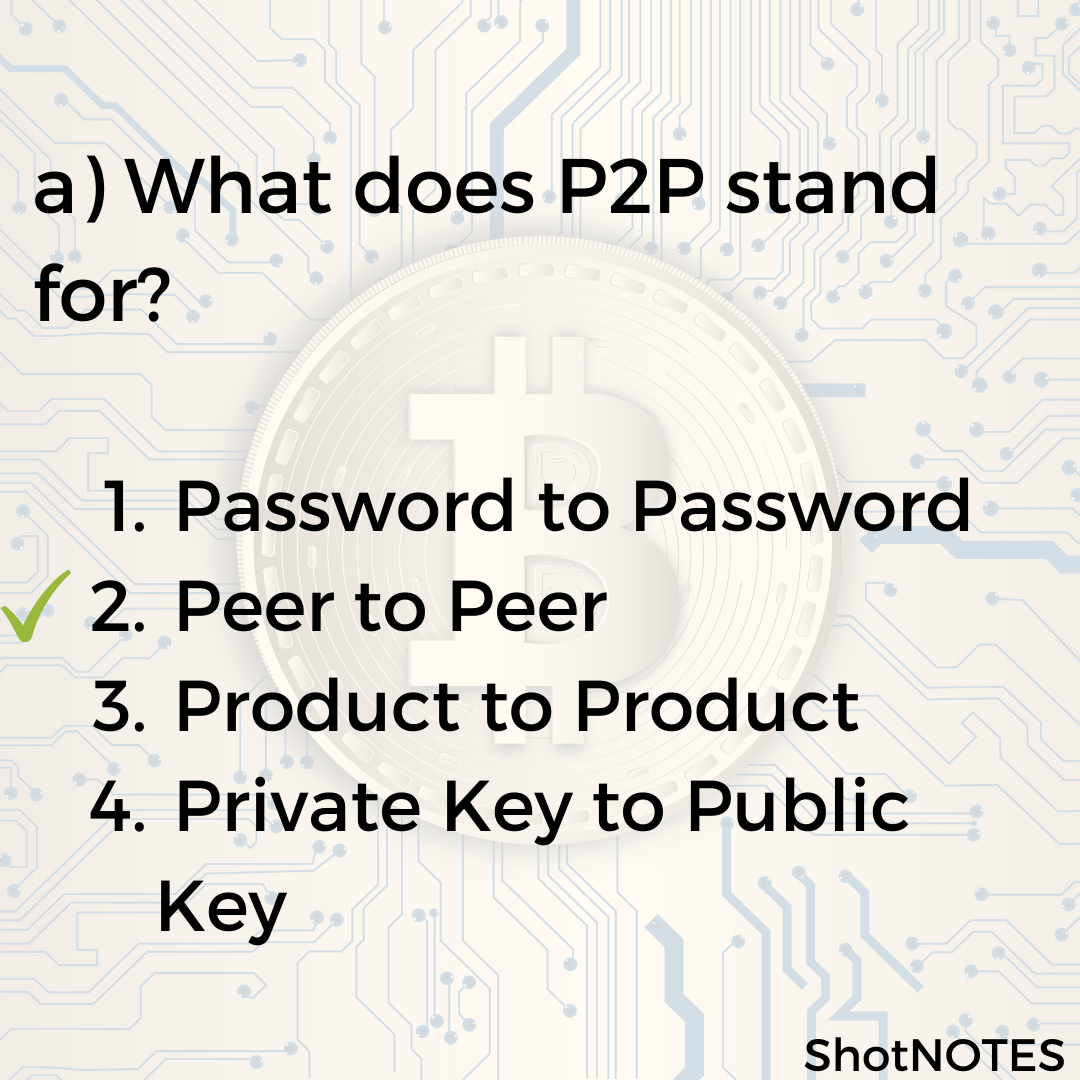 a) What does P2P stand
for?
1. Password to Password
2. Peer to Peer
3. Product to Product
4. Private Key to Public
Key
ShotNOTES